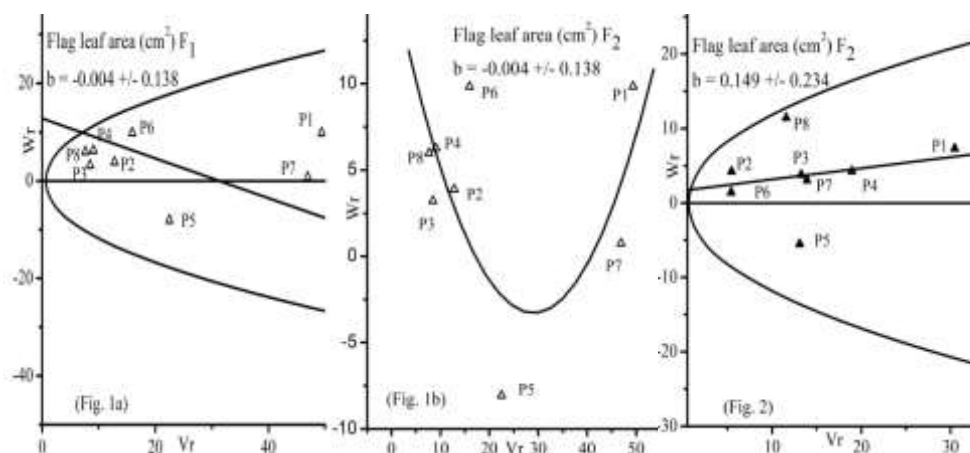 Flag leaf area (cm²) F₁
b = -0.004 +/- 0.138
20
0
-20
-40
Wr
P4
P6
P1
P8
P2
P3
P7
P5
(Fig. 1a)
0
20
40
Vr
Flag leaf area (cm²) F₂
b = -0.004 +/- 0.138
10
5
0
-5
-10
Wr
P6
P1
P4
P8
P2
P3
P7
P5
(Fig. 1b)
0
10
20
30
40
50
Vr
Flag leaf area (cm²) F₂
b = 0.149 +/- 0.234
20
10
0
-10
-20
-30
Wr
P8
P1
P2
P3
P7
P4
P6
P5
(Fig. 2)
10
20
30
Vr